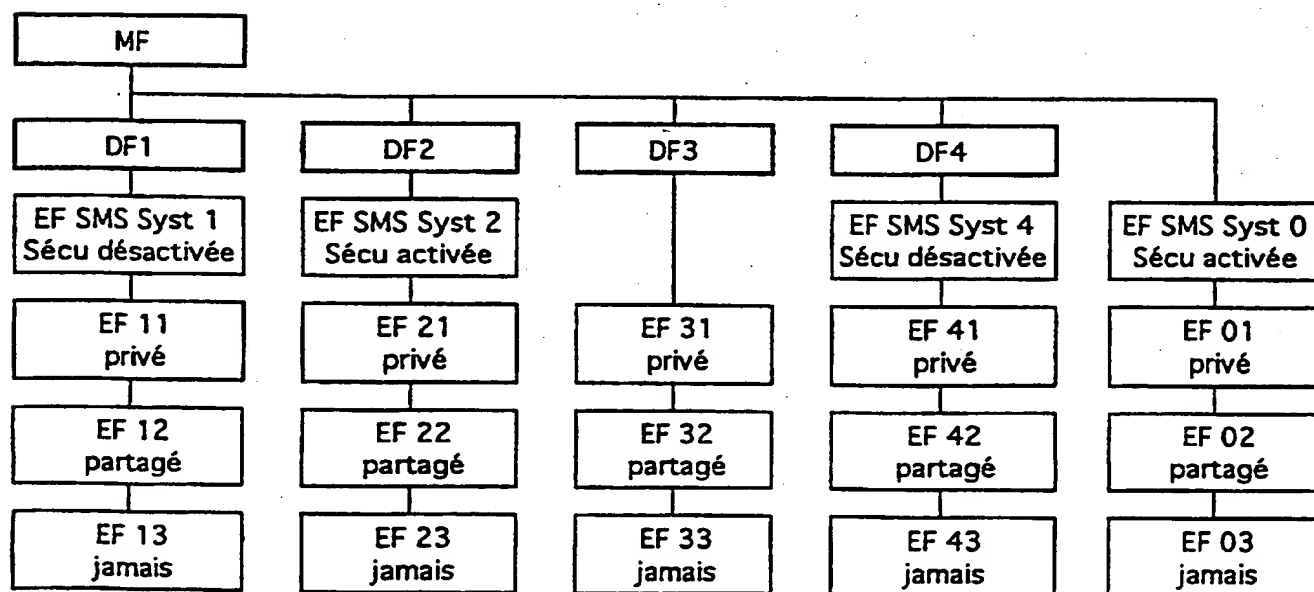 MF
DF1
DF2
DF3
DF4
EF SMS Syst 1
Sécu désactivée
EF SMS Syst 2
Sécu activée
EF SMS Syst 4
Sécu désactivée
EF SMS Syst 0
Sécu activée
EF 11
privé
EF 21
privé
EF 31
privé
EF 41
privé
EF 01
privé
EF 12
partagé
EF 22
partagé
EF 32
partagé
EF 42
partagé
EF 02
partagé
EF 13
jamais
EF 23
jamais
EF 33
jamais
EF 43
jamais
EF 03
jamais